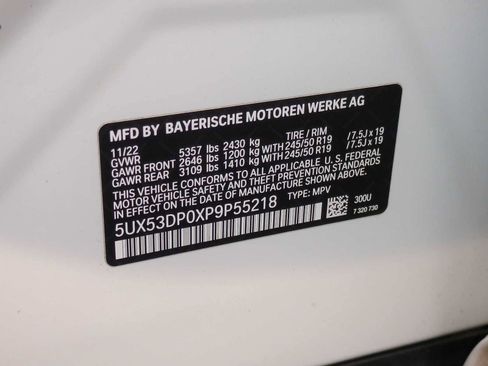 MFD BY BAYERISCHE MOTOREN WERKE AG
11/22 TIRE / RIM
GVWR 5357 lbs 2430 kg
GAWR FRONT 2646 lbs 1200 kg 245/50 R19 / 7.5J x 19
GAWR REAR 3109 lbs 1410 kg 245/50 R19 / 7.5J x 19
THIS VEHICLE CONFORMS TO ALL APPLICABLE U.S. FEDERAL
MOTOR VEHICLE SAFETY AND THEFT PREVENTION STANDARDS
IN EFFECT ON THE DATE OF MANUFACTURE SHOWN ABOVE.
5UX53DP0XP9P55218 TYPE: MPV
300U
7 320 730